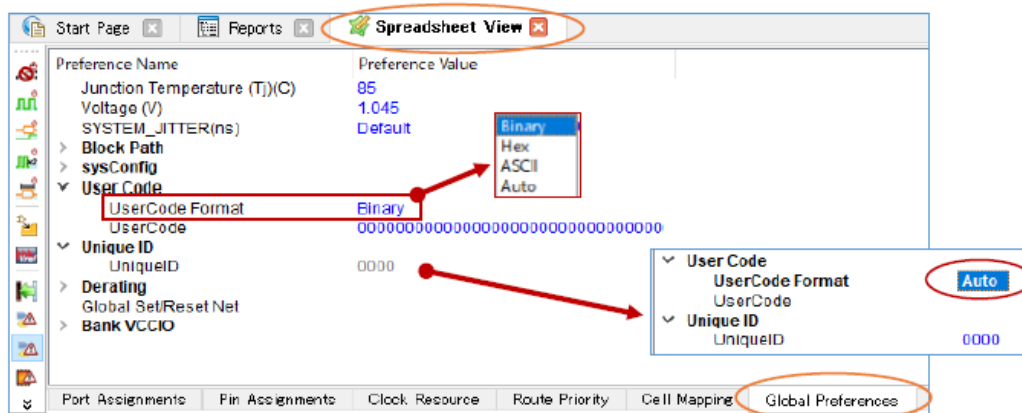 Start Page Reports Spreadsheet View
Preference Name Preference Value
Junction Temperature (Tj)(C) 85
Voltage (V) 1.045
SYSTEM_JITTER(ns) Default
Block Path
sysConfig
User Code
UserCode Format Binary
UserCode 00000000000000000000000000000000
Unique ID
UniqueID 0000
Derating
Global Set/Reset Net
Bank VCCIO
Binary
Hex
ASCII
Auto
User Code
UserCode Format Auto
UserCode
Unique ID
UniqueID 0000
Port Assignments Pin Assignments Clock Resource Route Priority Cell Mapping Global Preferences